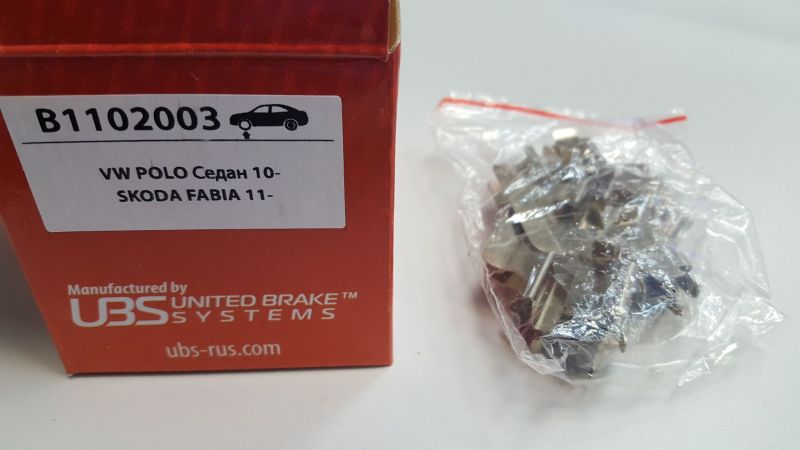 B1102003
VW POLO Седан 10-
SKODA FABIA 11-
Manufactured by
UBS UNITED BRAKE™
SYSTEMS
ubs-rus.com